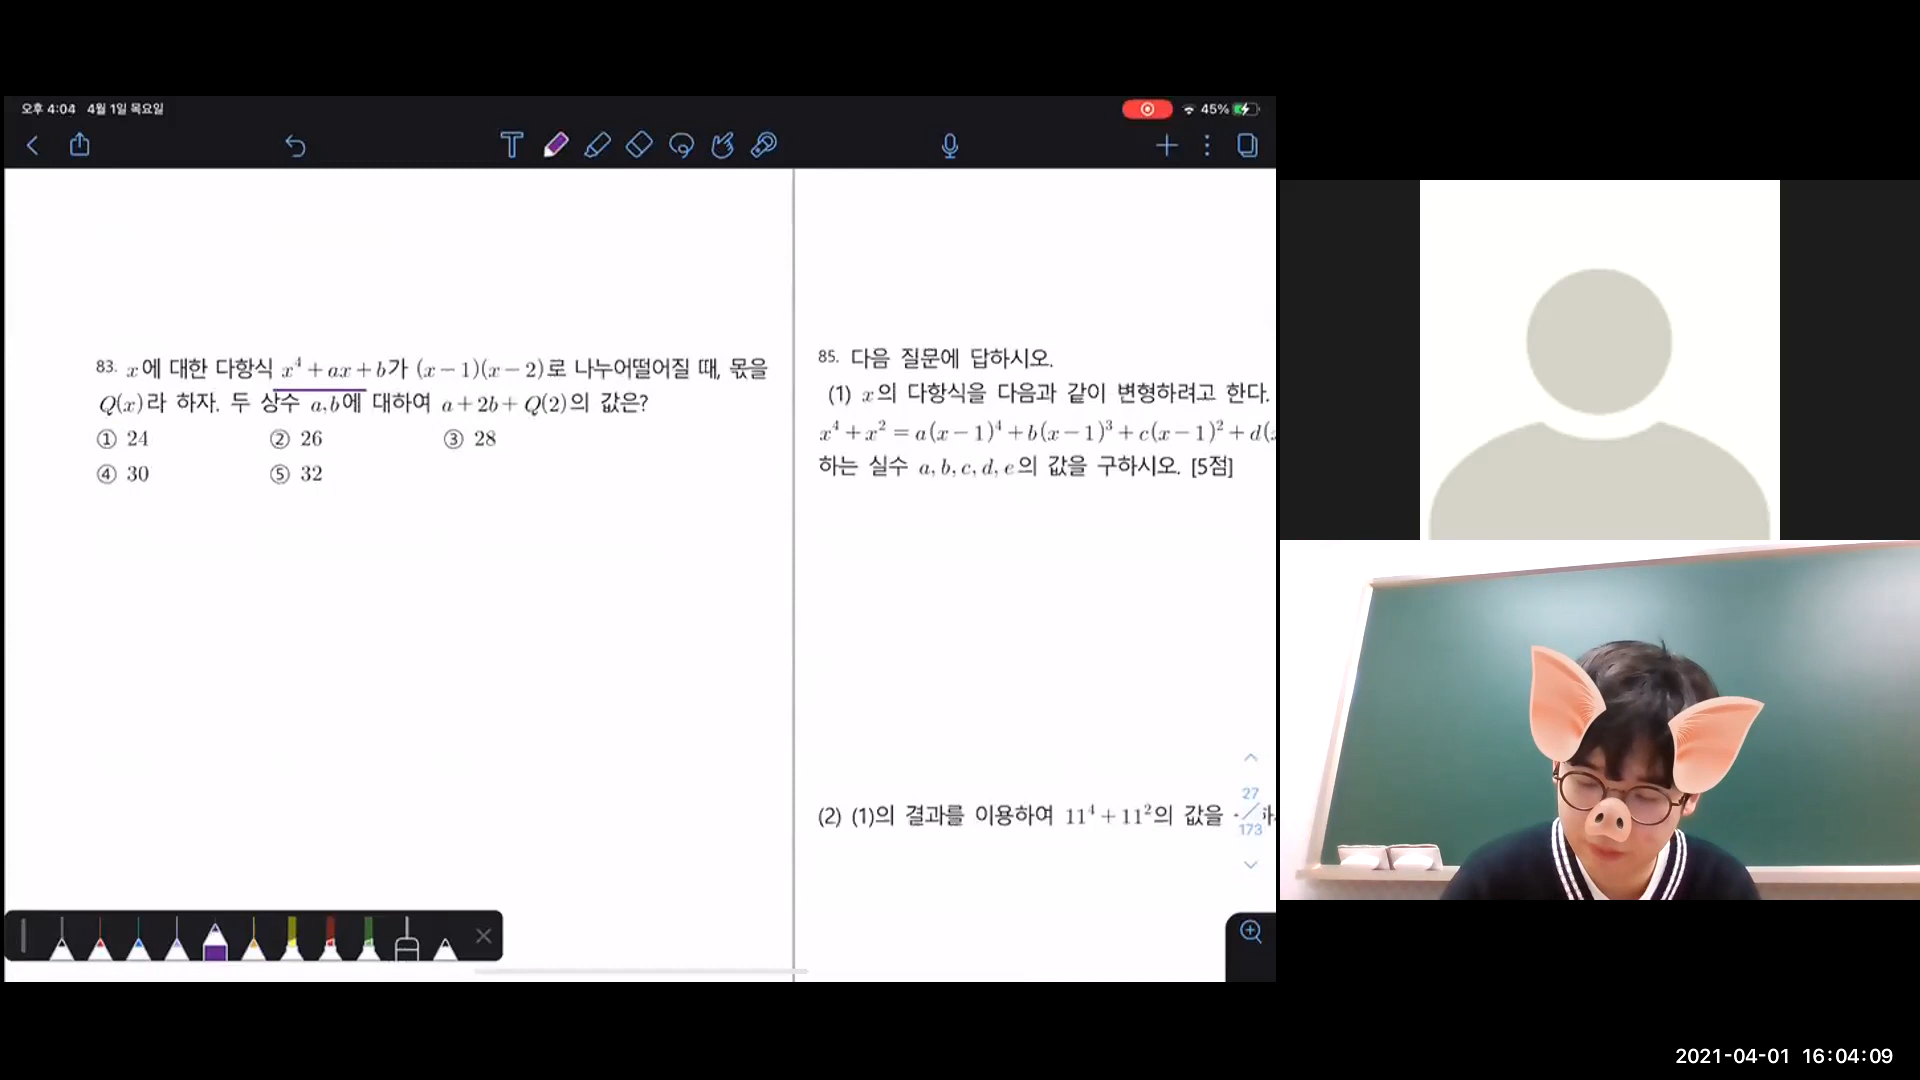 오후 4:04 4월 1일 목요일
45%
83. x에 대한 다항식 x⁴+ax+b가 (x−1)(x−2)로 나누어떨어질 때, 몫을
Q(x)라 하자. 두 상수 a,b에 대하여 a+2b+Q(2)의 값은?
① 24 ② 26 ③ 28
④ 30 ⑤ 32
85. 다음 질문에 답하시오.
(1) x의 다항식을 다음과 같이 변형하려고 한다.
x⁴+x²=a(x−1)⁴+b(x−1)³+c(x−1)²+d(
하는 실수 a,b,c,d,e의 값을 구하시오. [5점]
(2) (1)의 결과를 이용하여 11⁴+11²의 값을
27
/
173
2021-04-01 16:04:09